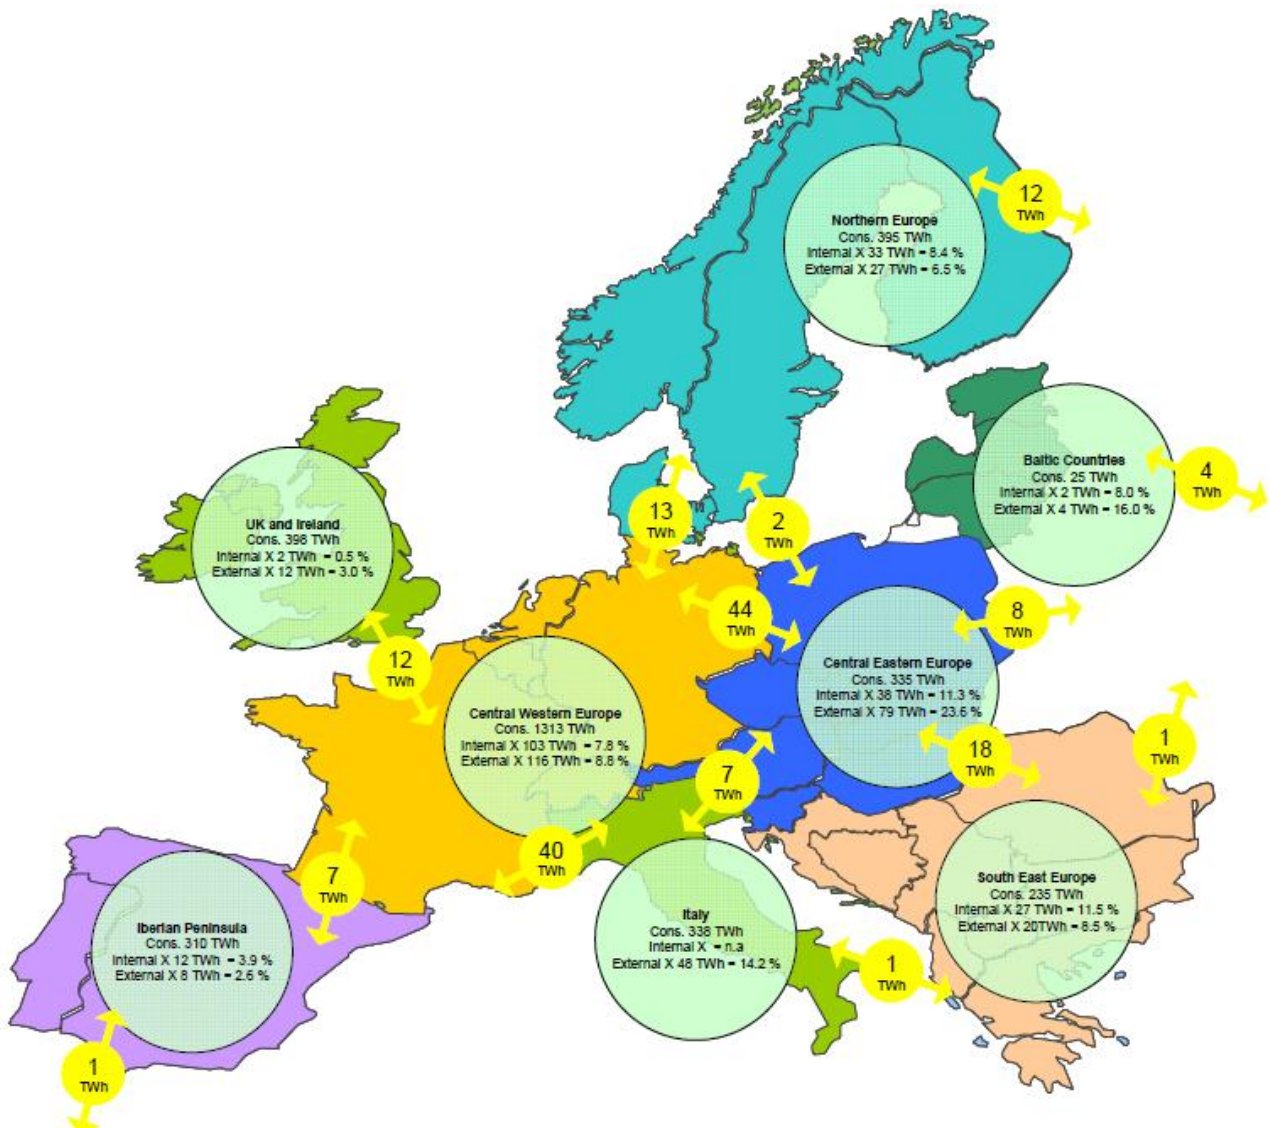 12
TWh
Northern Europe
Cons. 395 TWh
Internal X 33 TWh = 8.4 %
External X 27 TWh = 6.5 %
Baltic Countries
Cons. 25 TWh
Internal X 2 TWh = 8.0 %
External X 4 TWh = 16.0 %
4
TWh
UK and Ireland
Cons. 398 TWh
Internal X 2 TWh = 0.5 %
External X 12 TWh = 3.0 %
13
TWh
2
TWh
44
TWh
8
TWh
12
TWh
Central Eastern Europe
Cons. 335 TWh
Internal X 38 TWh = 11.3 %
External X 79 TWh = 23.6 %
Central Western Europe
Cons. 1313 TWh
Internal X 103 TWh = 7.8 %
External X 116 TWh = 8.8 %
18
TWh
1
TWh
7
TWh
40
TWh
7
TWh
South East Europe
Cons. 235 TWh
Internal X 27 TWh = 11.5 %
External X 20TWh = 8.5 %
Iberian Peninsula
Cons. 310 TWh
Internal X 12 TWh = 3.9 %
External X 8 TWh = 2.6 %
Italy
Cons. 338 TWh
Internal X = n.a
External X 48 TWh = 14.2 %
1
TWh
1
TWh